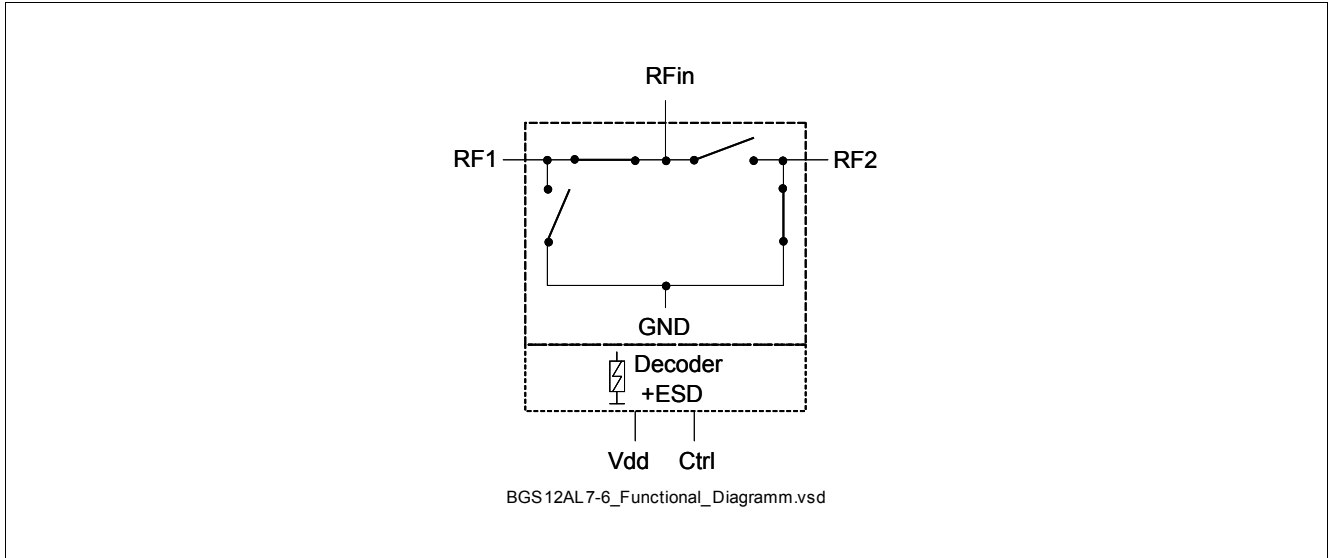 RFin
RF1
RF2
GND
Decoder
+ESD
Vdd Ctrl
BGS12AL7-6_Functional_Diagramm.vsd